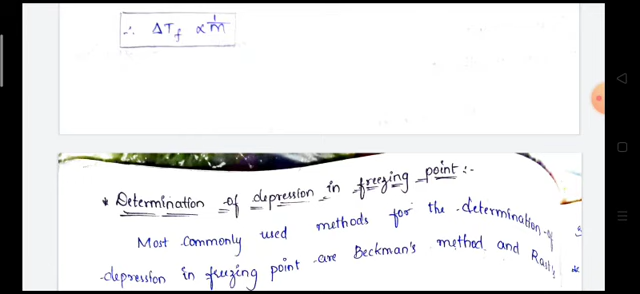 ∴ ΔT_f ∝ 1/m
* Determination of depression in freezing point :-
Most commonly used methods for the determination of
depression in freezing point are Beckman's method and Rast's